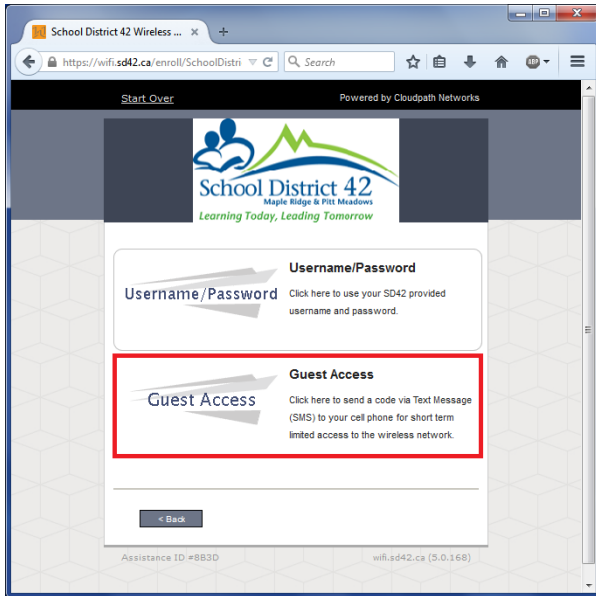 School District 42 Wireless ...
https://wifi.sd42.ca/enroll/SchoolDistri
Search
ABP
Start Over
Powered by Cloudpath Networks
School District 42
Maple Ridge & Pitt Meadows
Learning Today, Leading Tomorrow
Username/Password
Username/Password
Click here to use your SD42 provided
username and password.
Guest Access
Guest Access
Click here to send a code via Text Message
(SMS) to your cell phone for short term
limited access to the wireless network.
< Back
Assistance ID #8B3D
wifi.sd42.ca (5.0.168)